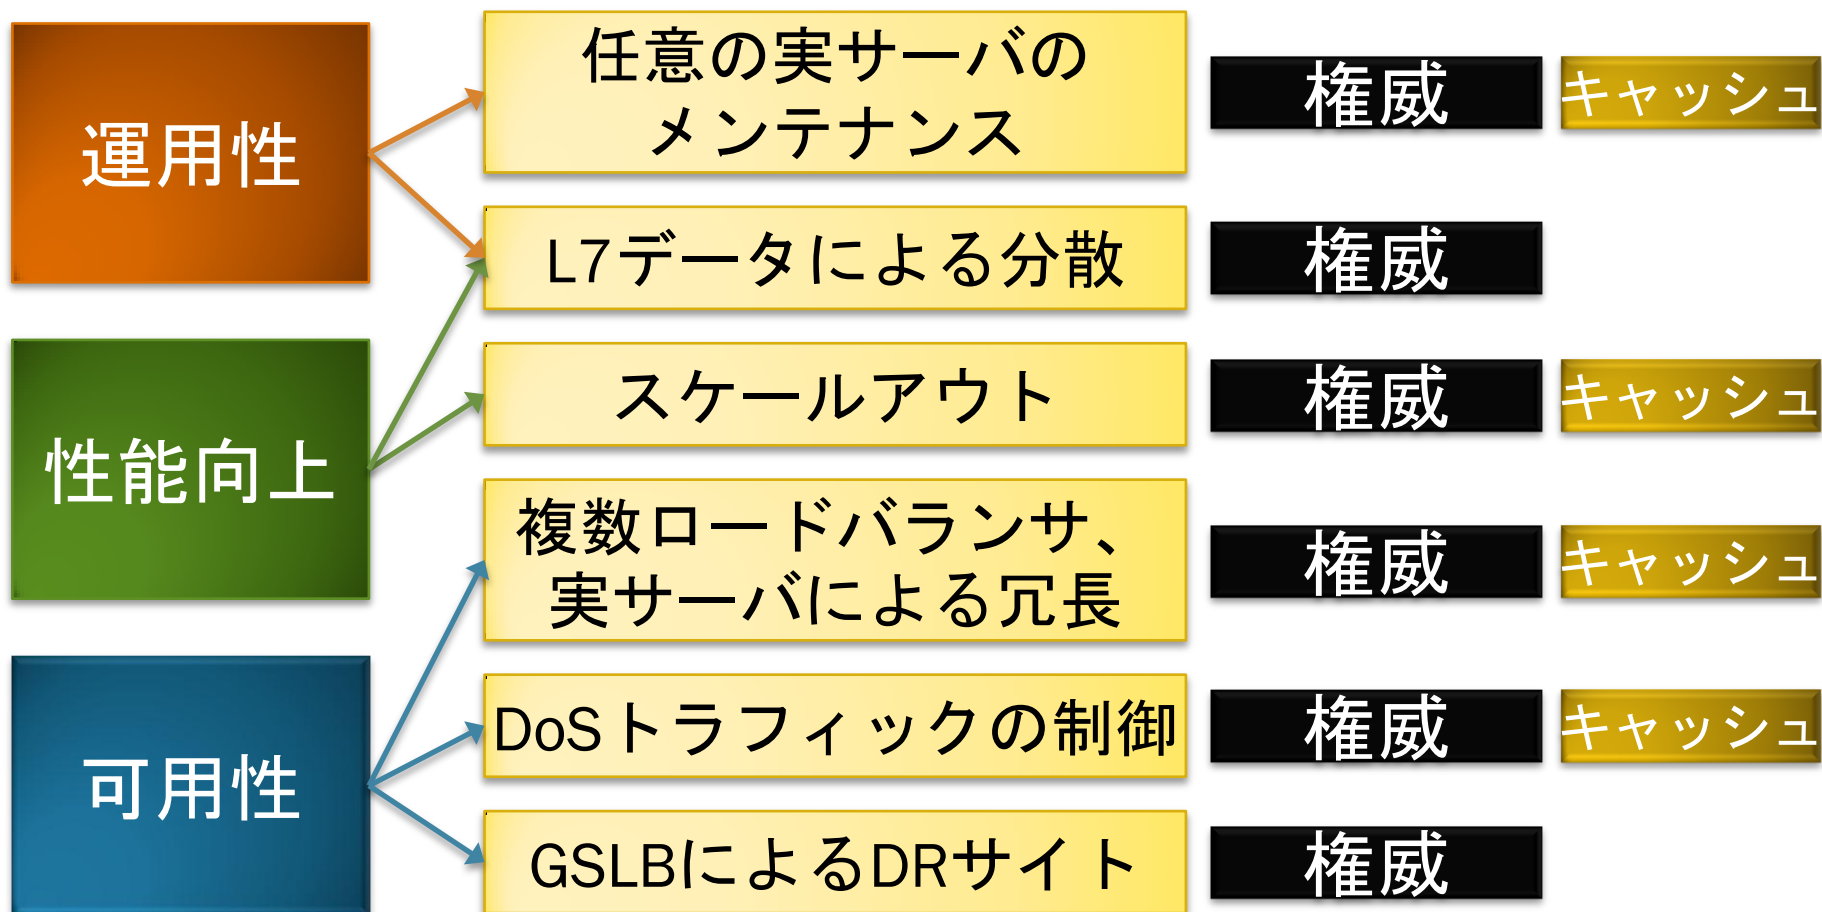 運用性
任意の実サーバの
メンテナンス
権威
キャッシュ
L7データによる分散
権威
性能向上
スケールアウト
権威
キャッシュ
複数ロードバランサ、
実サーバによる冗長
権威
キャッシュ
可用性
DoSトラフィックの制御
権威
キャッシュ
GSLBによるDRサイト
権威